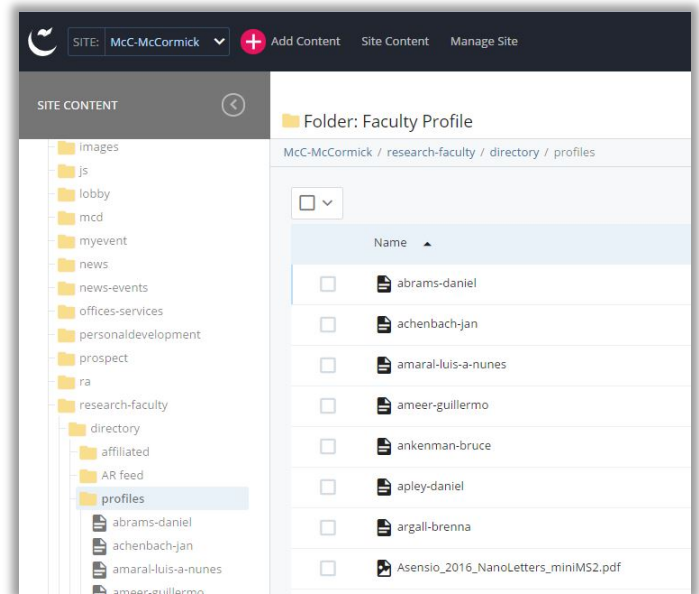 SITE: McC-McCormick Add Content Site Content Manage Site
SITE CONTENT
images
js
lobby
mcd
myevent
news
news-events
offices-services
personaldevelopment
prospect
ra
research-faculty
directory
affiliated
AR feed
profiles
abrams-daniel
achenbach-jan
amaral-luis-a-nunes
ameer-guillermo
Folder: Faculty Profile
McC-McCormick / research-faculty / directory / profiles
Name
abrams-daniel
achenbach-jan
amaral-luis-a-nunes
ameer-guillermo
ankenman-bruce
apley-daniel
argall-brenna
Asensio_2016_NanoLetters_miniMS2.pdf